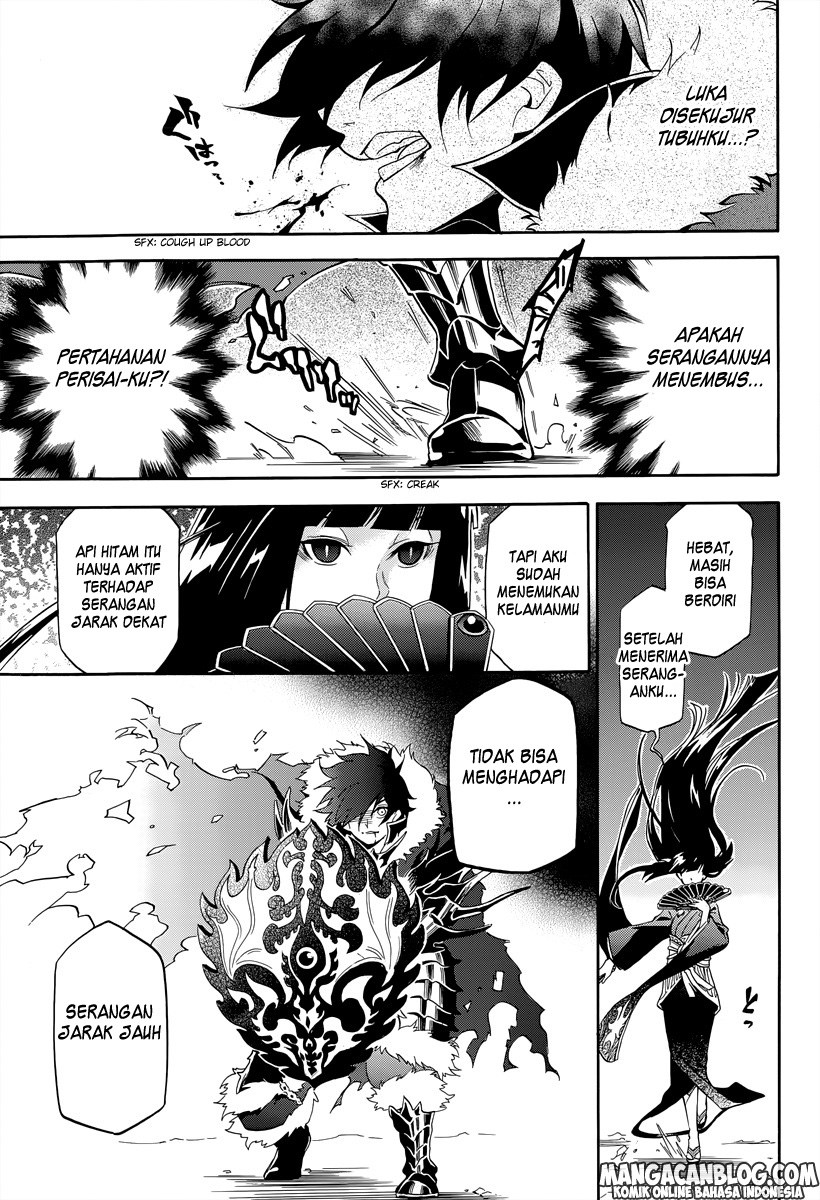 LUKA
DISEKUJUR
TUBUHKU...?
SFX: COUGH UP BLOOD
APAKAH
SERANGANNYA
MENEMBUS...
PERTAHANAN
PERISAI-KU?!
SFX: CREAK
HEBAT,
MASIH
BISA
BERDIRI
SETELAH
MENERIMA
SERANG-
ANKU...
TAPI AKU
SUDAH
MENEMUKAN
KELAMANMU
API HITAM ITU
HANYA AKTIF
TERHADAP
SERANGAN
JARAK DEKAT
TIDAK BISA
MENGHADAPI
...
SERANGAN
JARAK JAUH
MANGACANBLOG.COM
KOMIK ONLINE BAHASA INDONESIA